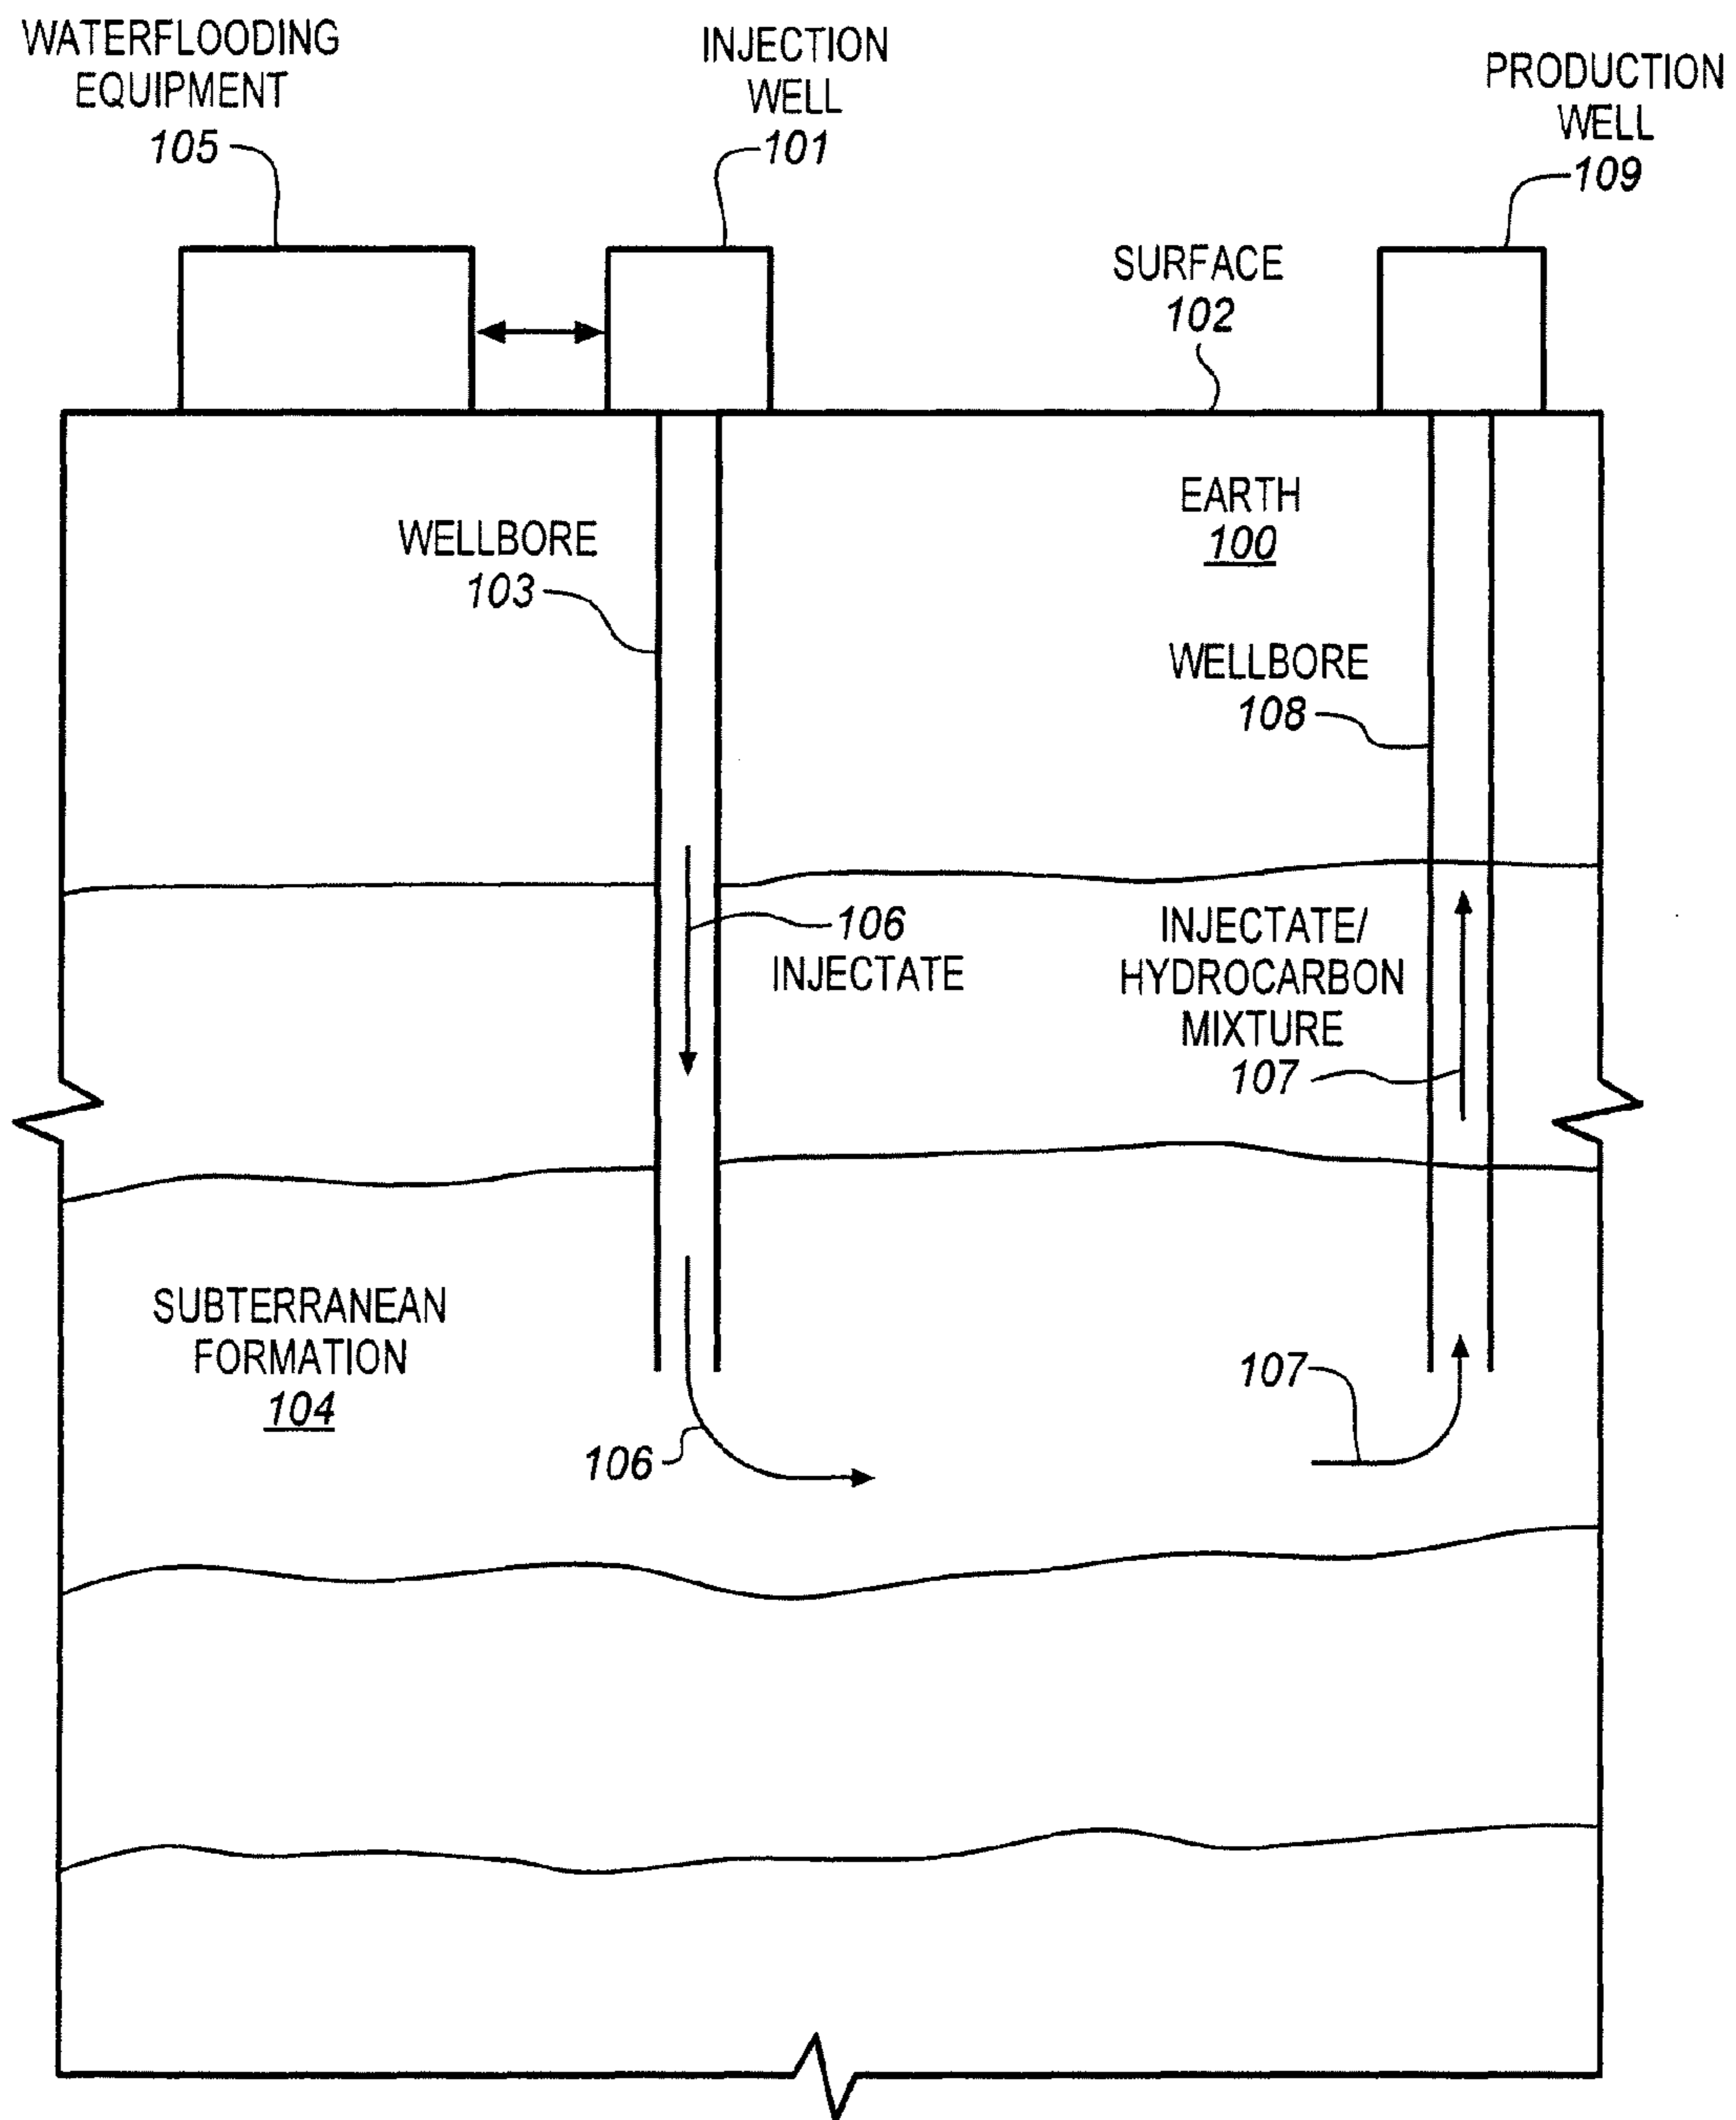 WATERFLOODING
EQUIPMENT
105
INJECTION
WELL
101
PRODUCTION
WELL
109
SURFACE
102
EARTH
100
WELLBORE
103
WELLBORE
108
106
INJECTATE
INJECTATE/
HYDROCARBON
MIXTURE
107
SUBTERRANEAN
FORMATION
104
106
107